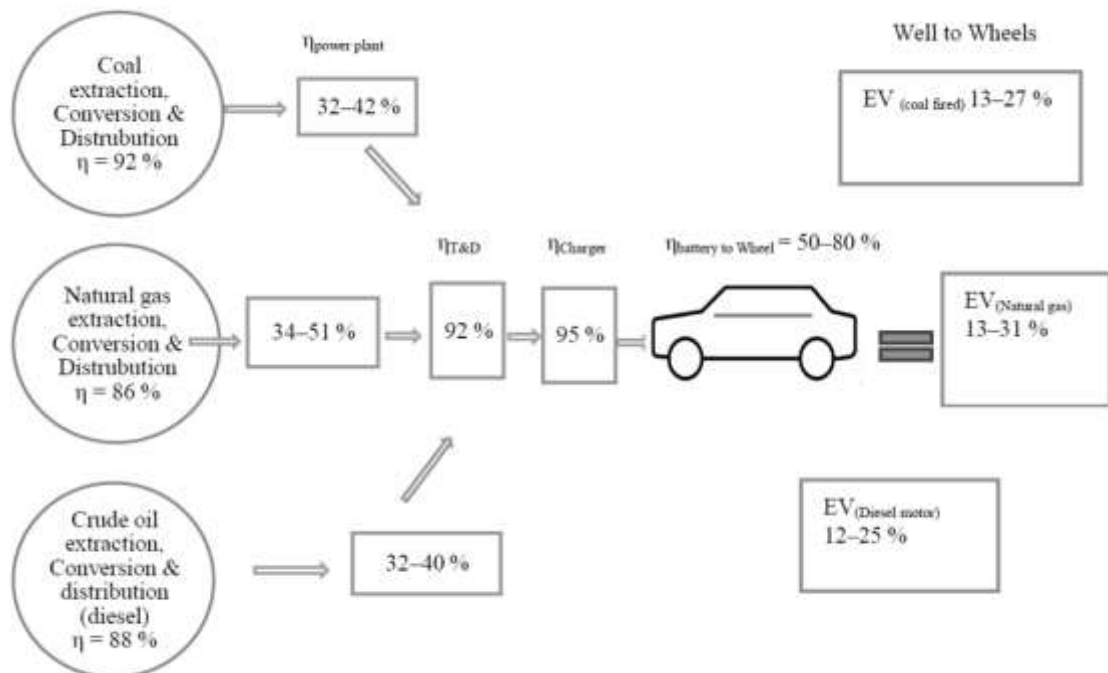 Coal
extraction,
Conversion &
Distrubution
η = 92 %
ηpower plant
32–42 %
Well to Wheels
EV (coal fired) 13–27 %
Natural gas
extraction,
Conversion &
Distrubution
η = 86 %
34–51 %
ηT&D
92 %
ηCharger
95 %
ηbattery to Wheel = 50–80 %
EV(Natural gas)
13–31 %
Crude oil
extraction,
Conversion &
distribution
(diesel)
η = 88 %
32–40 %
EV(Diesel motor)
12–25 %